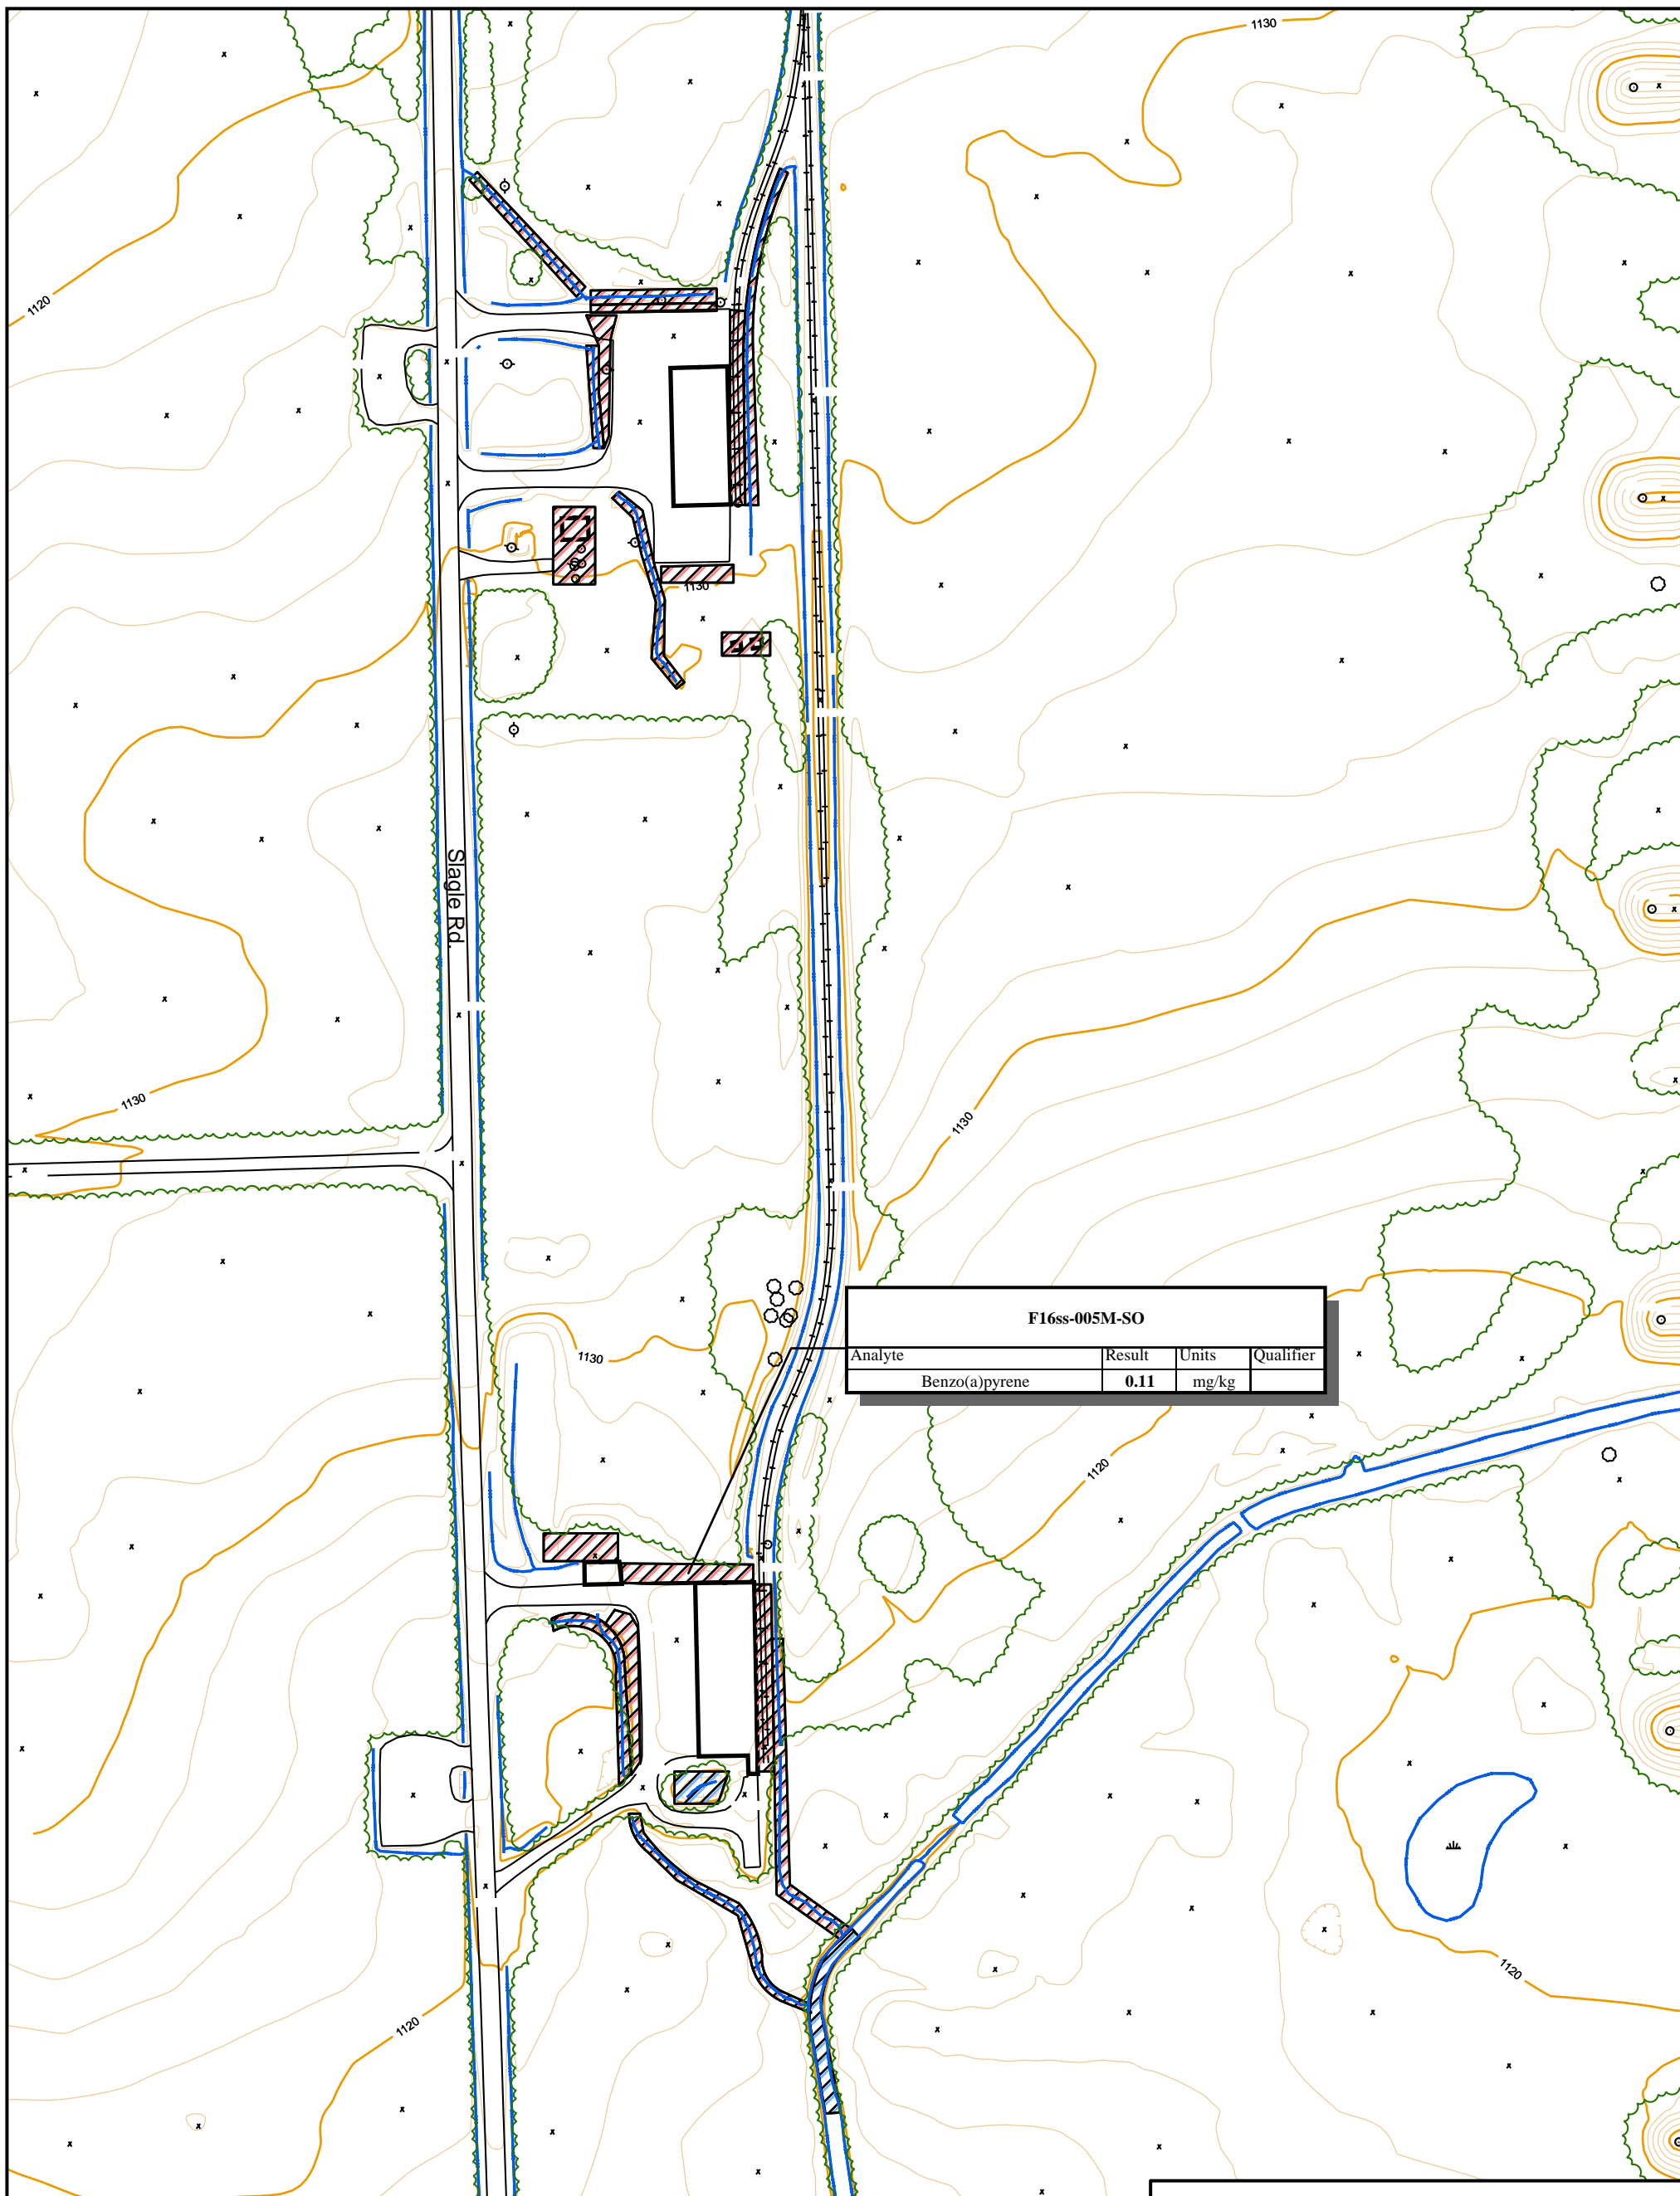 1130
1120
1130
Slagle Rd.
1130
1130
F16ss-005M-SO
Analyte Result Units Qualifier
Benzo(a)pyrene 0.11 mg/kg
1130
1120
1120
1120